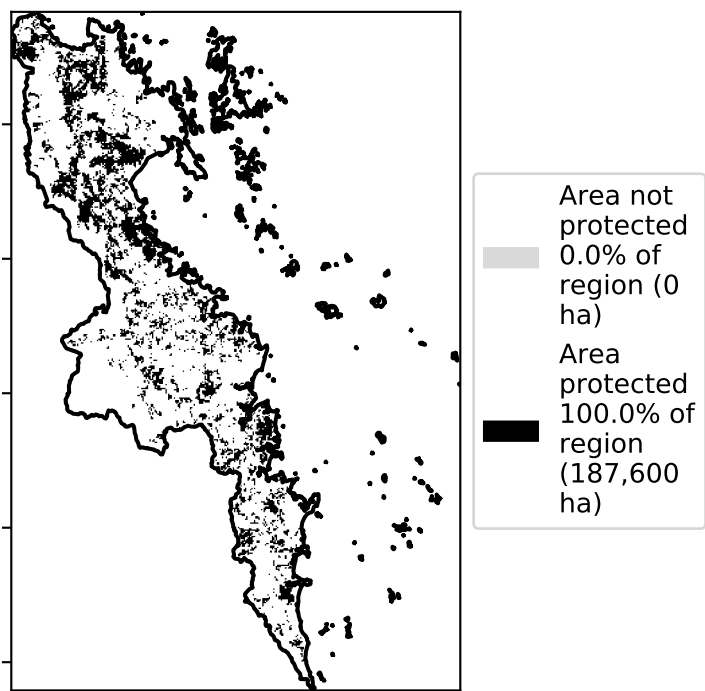 Area not
protected
0.0% of
region (0
ha)
Area
protected
100.0% of
region
(187,600
ha)